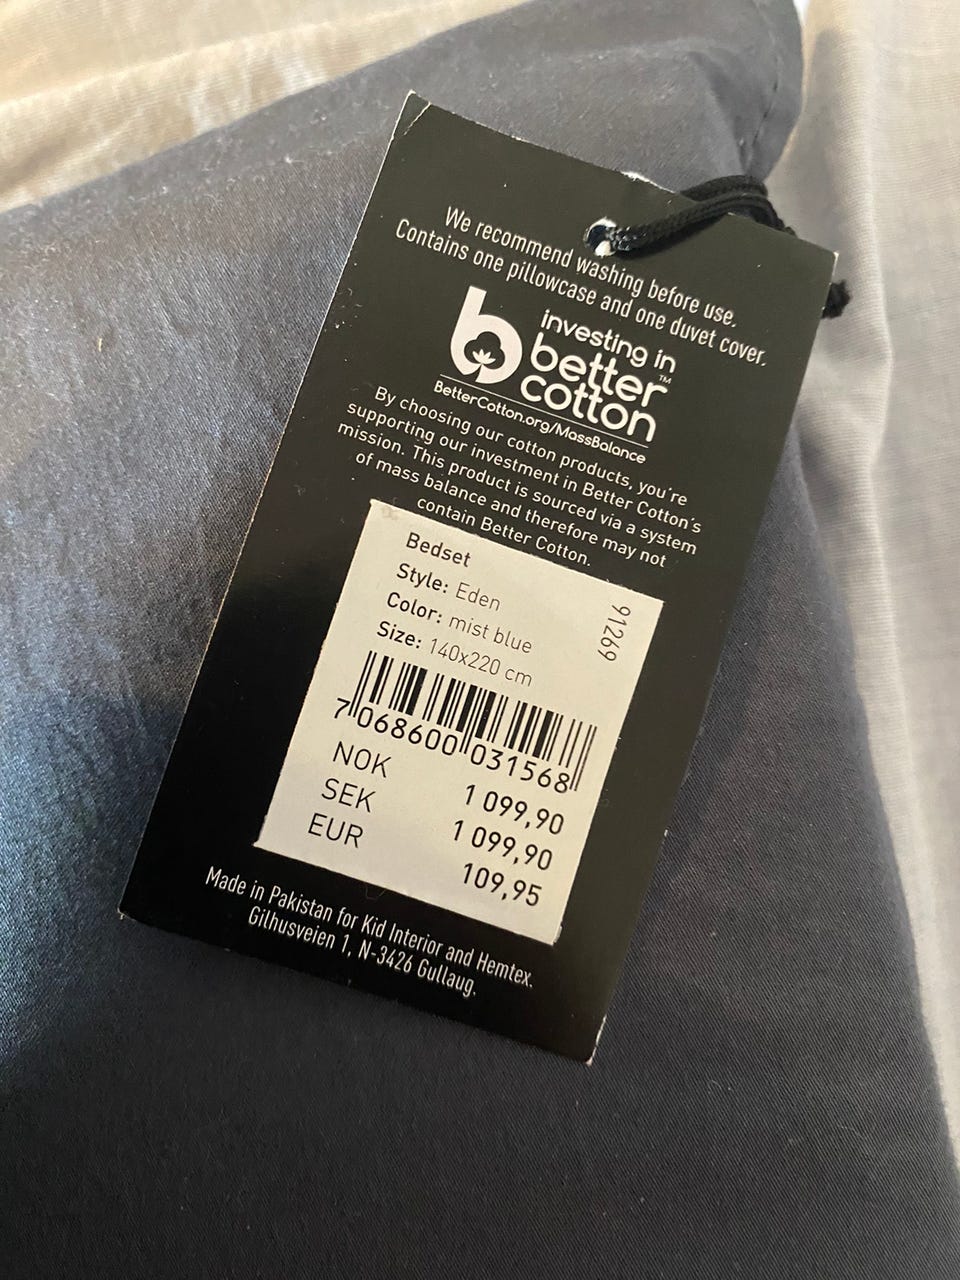 We recommend washing before use.
Contains one pillowcase and one duvet cover.
b
investing in
better™
cotton
BetterCotton.org/MassBalance
By choosing our cotton products, you're
supporting our investment in Better Cotton's
mission. This product is sourced via a system
of mass balance and therefore may not
contain Better Cotton.
Bedset
Style: Eden
Color: mist blue
Size: 140x220 cm
91269
7 068600 031568
NOK 1 099,90
SEK 1 099,90
EUR 109,95
Made in Pakistan for Kid Interior and Hemtex.
Gilhusveien 1, N-3426 Gullaug.